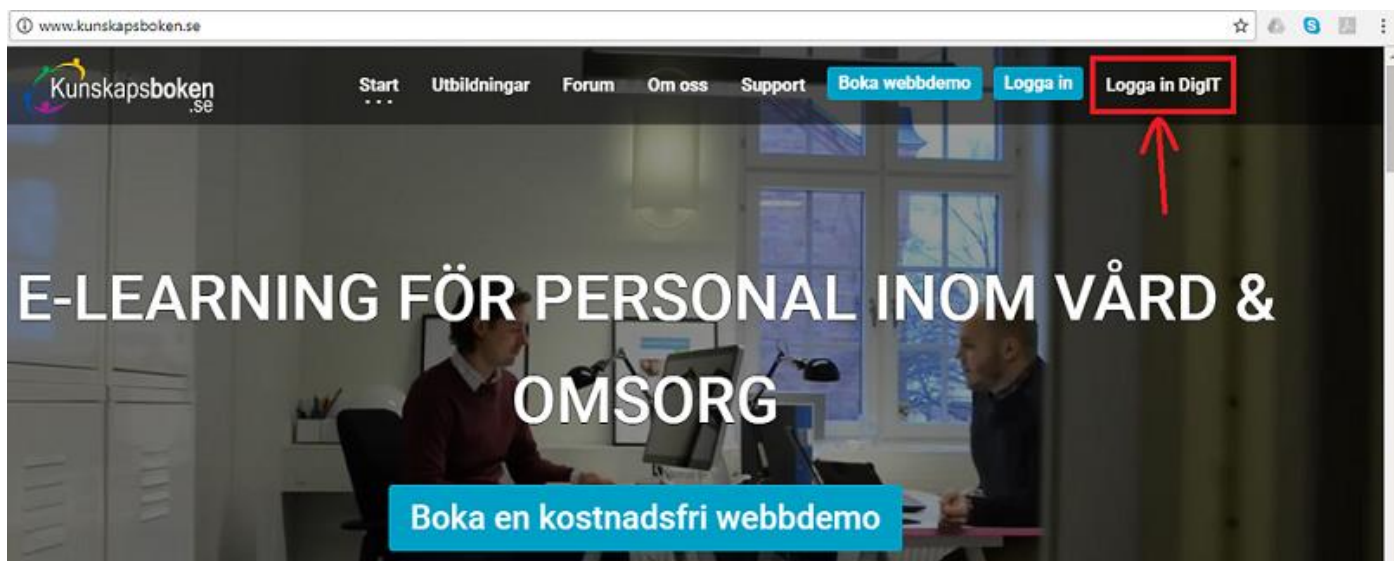 www.kunskapsboken.se
Kunskapsboken
.se
Start Utbildningar Forum Om oss Support Boka webbdemo Logga in Logga in DigIT
E-LEARNING FÖR PERSONAL INOM VÅRD &
OMSORG
Boka en kostnadsfri webbdemo